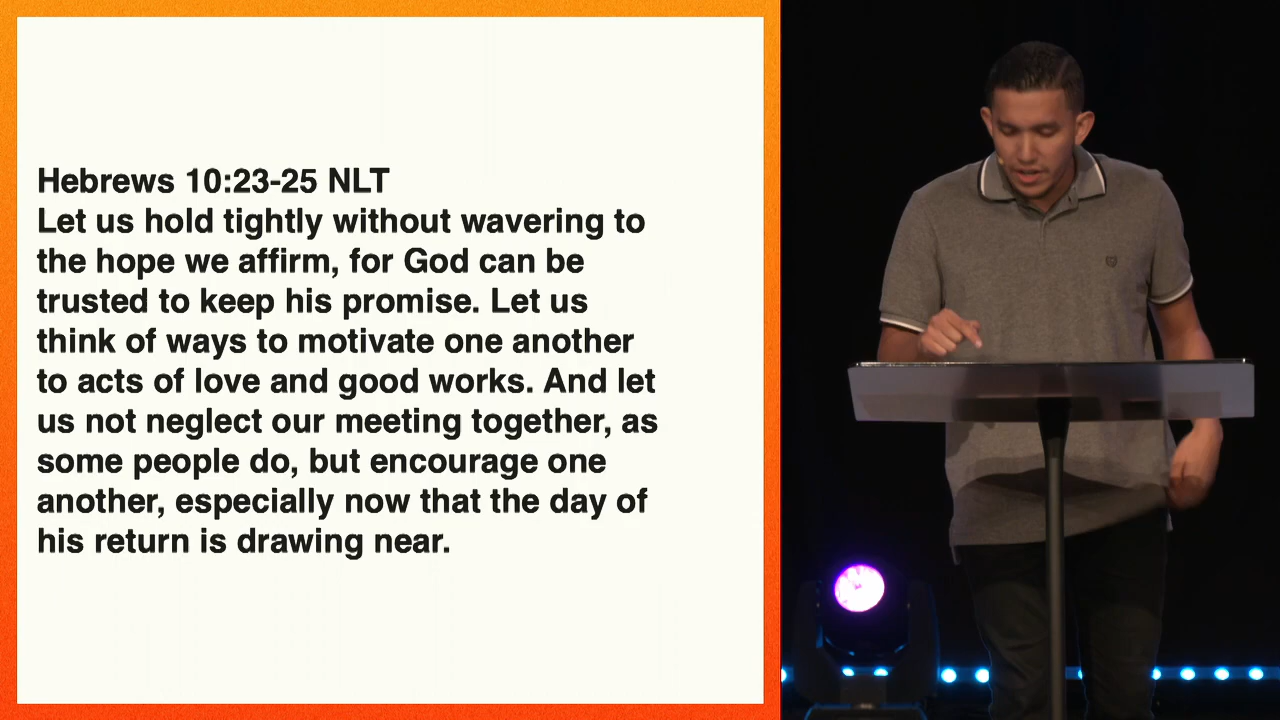 Hebrews 10:23-25 NLT
Let us hold tightly without wavering to
the hope we affirm, for God can be
trusted to keep his promise. Let us
think of ways to motivate one another
to acts of love and good works. And let
us not neglect our meeting together, as
some people do, but encourage one
another, especially now that the day of
his return is drawing near.